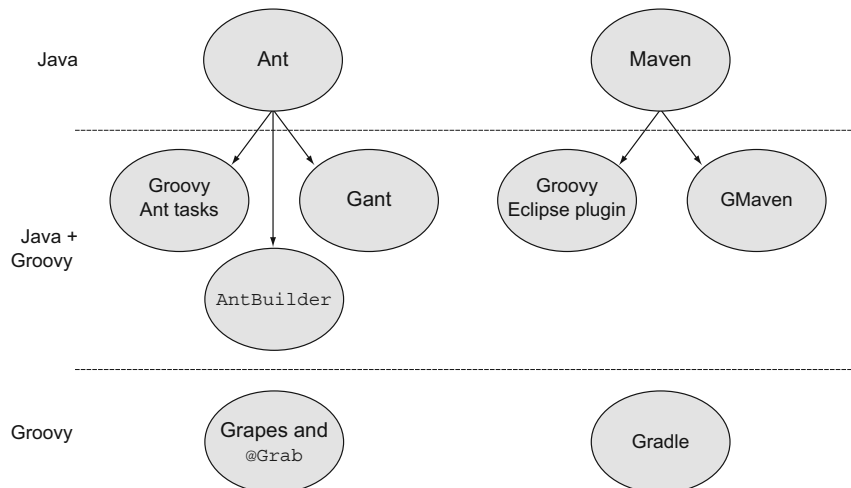 Java
Ant
Maven
Groovy
Ant tasks
Gant
Groovy
Eclipse plugin
GMaven
Java +
Groovy
AntBuilder
Groovy
Grapes and
@Grab
Gradle